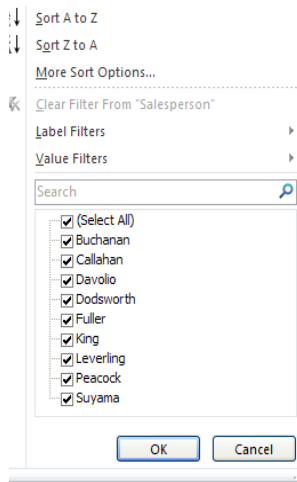 Sort A to Z
Sort Z to A
More Sort Options...
Clear Filter From "Salesperson"
Label Filters
Value Filters
Search
(Select All)
Buchanan
Callahan
Davolio
Dodsworth
Fuller
King
Leverling
Peacock
Suyama
OK
Cancel